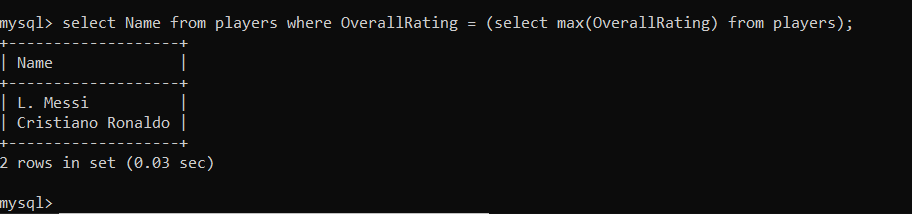 mysql> select Name from players where OverallRating = (select max(OverallRating) from players);
+-------------------+
| Name              |
+-------------------+
| L. Messi          |
| Cristiano Ronaldo |
+-------------------+
2 rows in set (0.03 sec)
mysql>